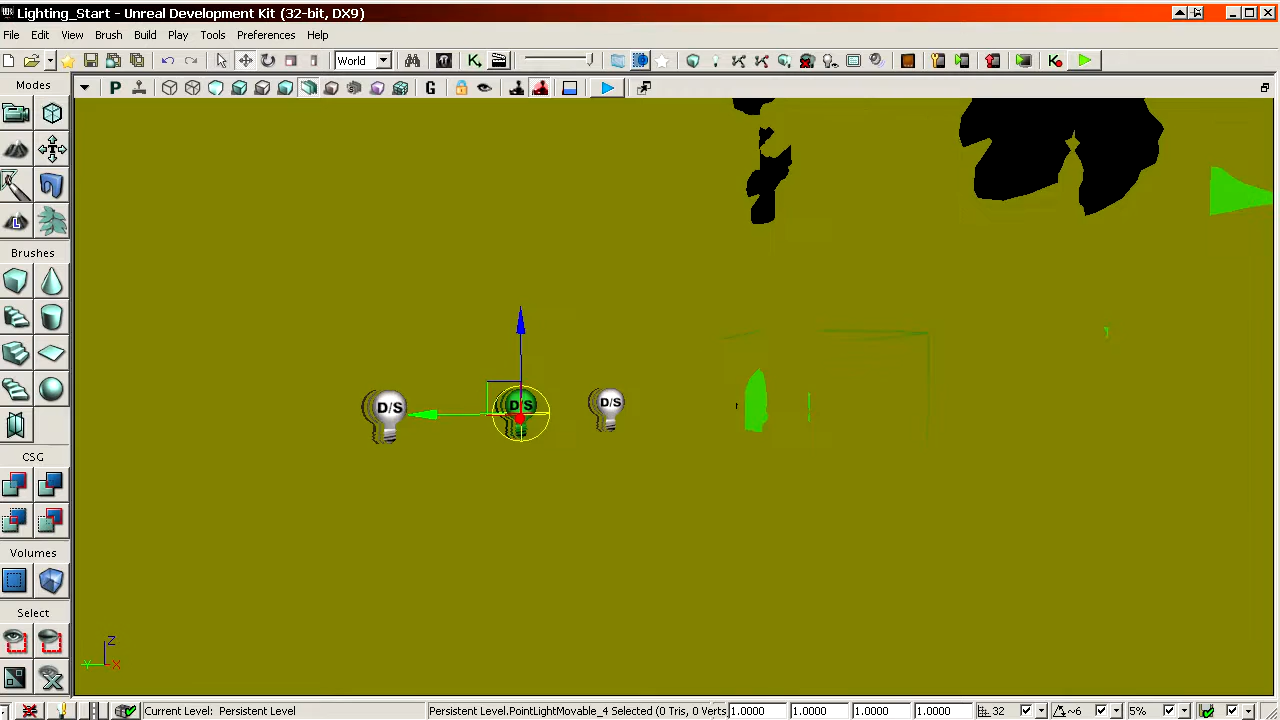 Lighting_Start - Unreal Development Kit (32-bit, DX9)
File Edit View Brush Build Play Tools Preferences Help
World
Modes
P G
L
Brushes
D/S D/S D/S
CSG
Volumes
Select
Z
Y X
Current Level: Persistent Level Persistent Level.PointLightMovable_4 Selected (0 Tris, 0 Verts 1.0000 1.0000 1.0000 1.0000 32 ~6 5%